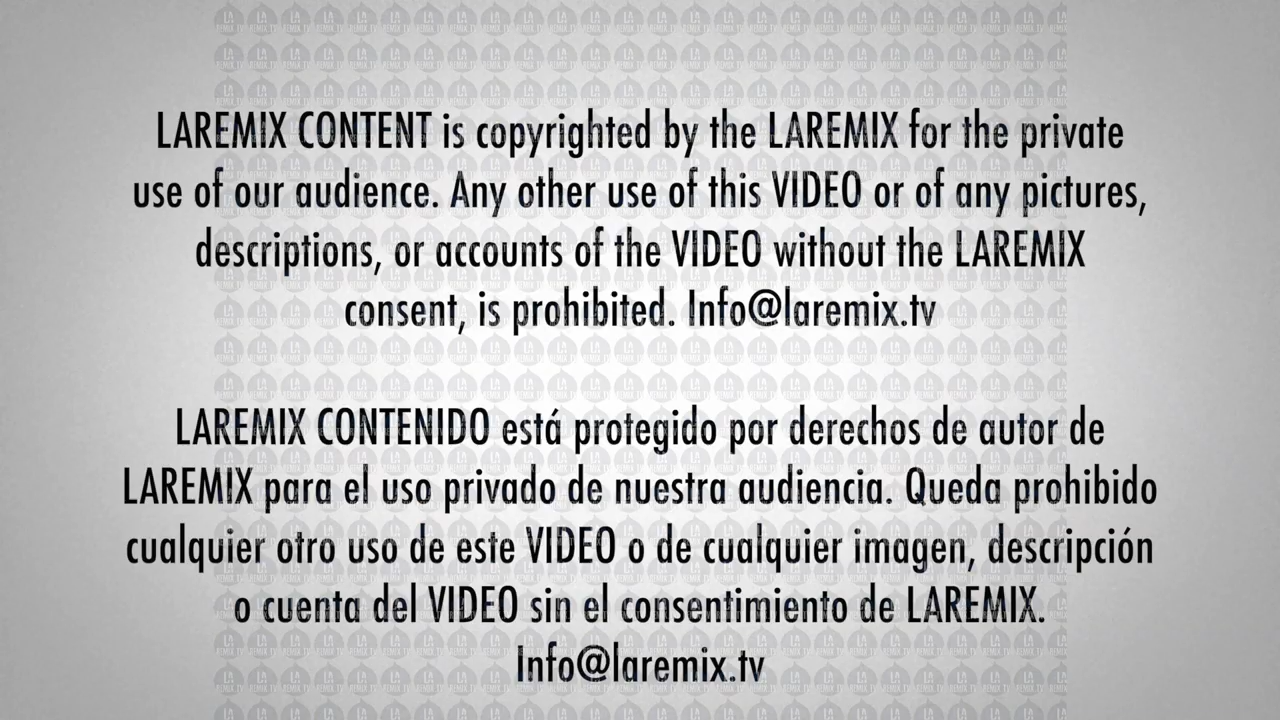 LAREMIX CONTENT is copyrighted by the LAREMIX for the private
use of our audience. Any other use of this VIDEO or of any pictures,
descriptions, or accounts of the VIDEO without the LAREMIX
consent, is prohibited. Info@laremix.tv
LAREMIX CONTENIDO está protegido por derechos de autor de
LAREMIX para el uso privado de nuestra audiencia. Queda prohibido
cualquier otro uso de este VIDEO o de cualquier imagen, descripción
o cuenta del VIDEO sin el consentimiento de LAREMIX.
Info@laremix.tv